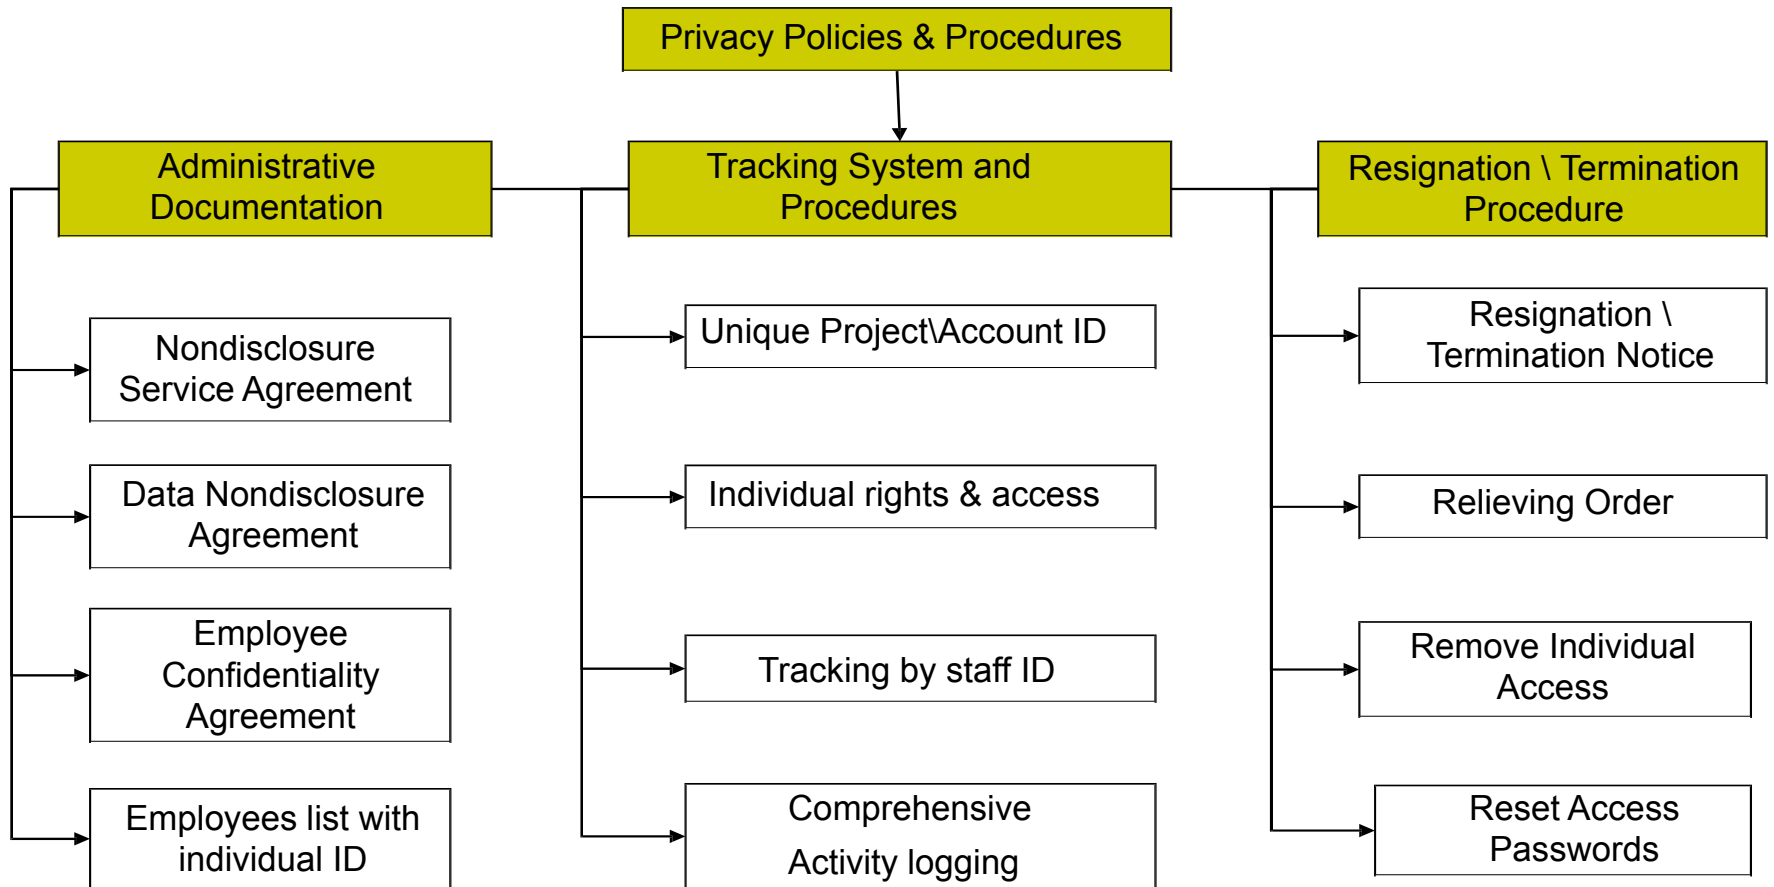 Privacy Policies & Procedures
Administrative
Documentation
Tracking System and
Procedures
Resignation \ Termination
Procedure
Nondisclosure
Service Agreement
Data Nondisclosure
Agreement
Employee
Confidentiality
Agreement
Employees list with
individual ID
Unique Project\Account ID
Individual rights & access
Tracking by staff ID
Comprehensive
Activity logging
Resignation \
Termination Notice
Relieving Order
Remove Individual
Access
Reset Access
Passwords